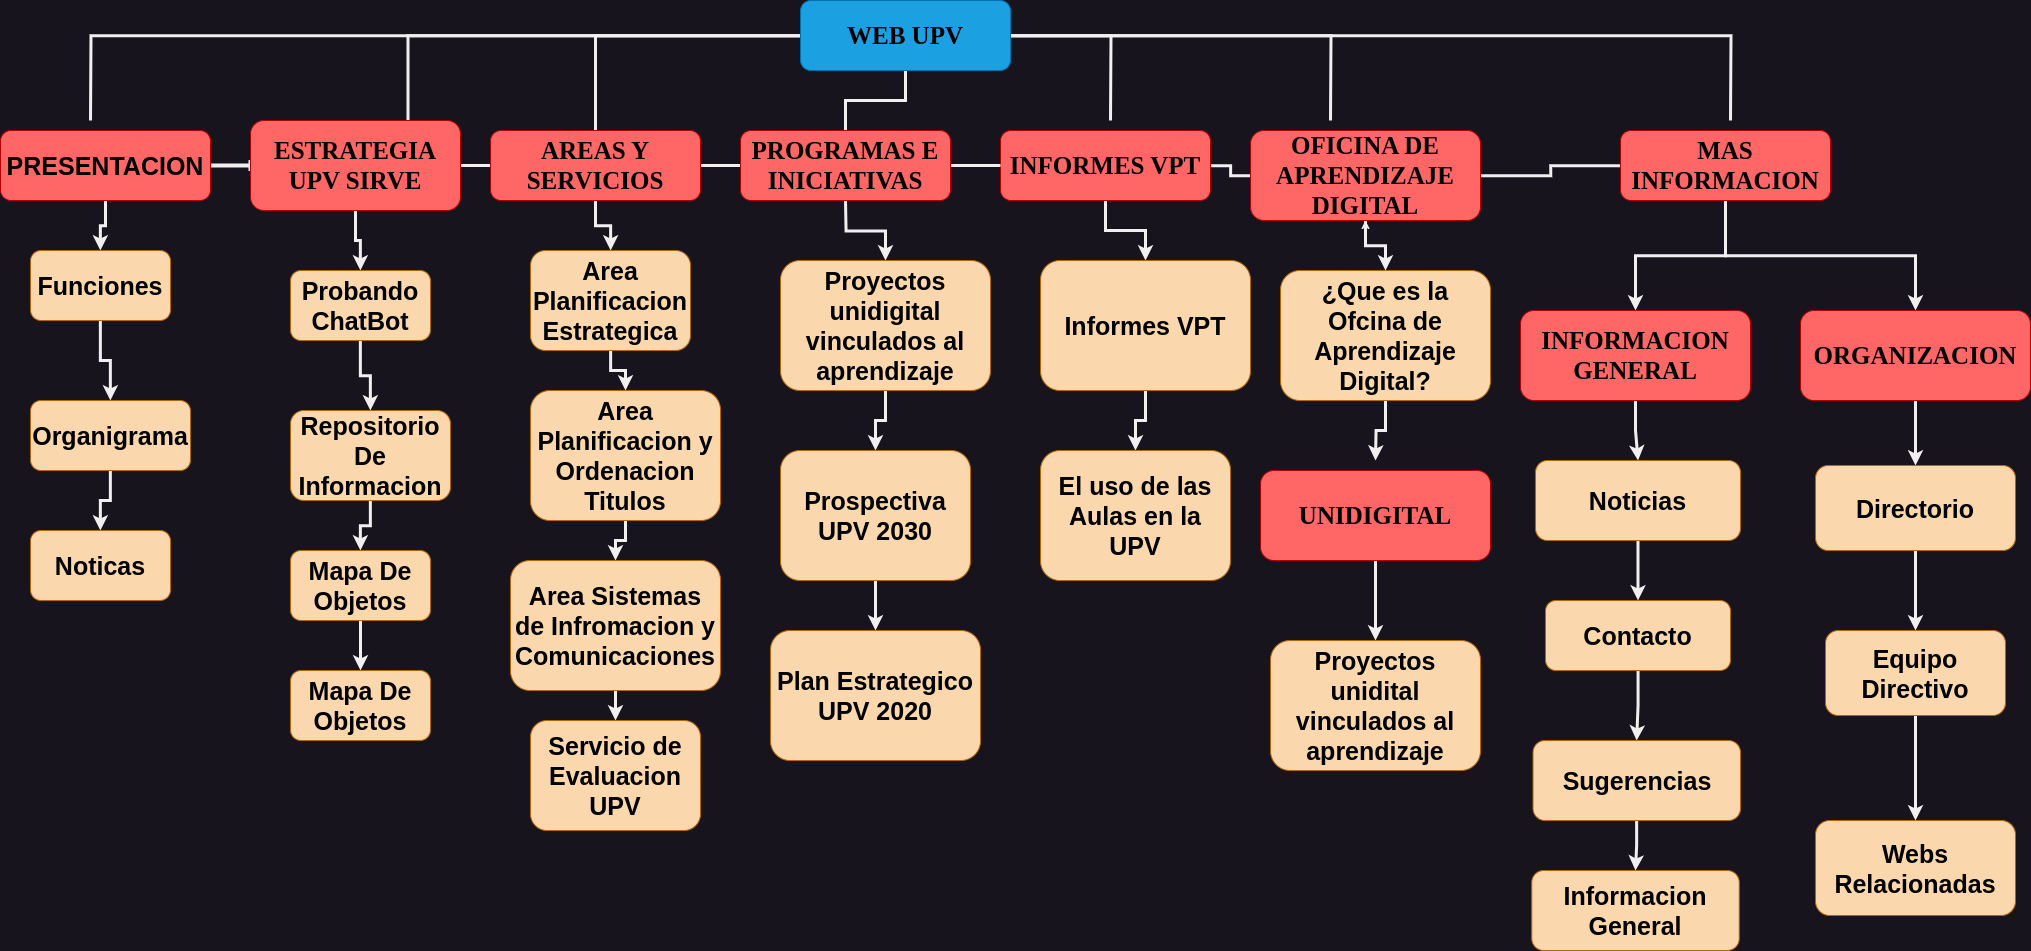 WEB UPV
PRESENTACION
ESTRATEGIA
UPV SIRVE
AREAS Y
SERVICIOS
PROGRAMAS E
INICIATIVAS
INFORMES VPT
OFICINA DE
APRENDIZAJE
DIGITAL
MAS
INFORMACION
Funciones
Organigrama
Noticas
Probando
ChatBot
Repositorio
De
Informacion
Mapa De
Objetos
Mapa De
Objetos
Area
Planificacion
Estrategica
Area
Planificacion y
Ordenacion
Titulos
Area Sistemas
de Infromacion y
Comunicaciones
Servicio de
Evaluacion
UPV
Proyectos
unidigital
vinculados al
aprendizaje
Prospectiva
UPV 2030
Plan Estrategico
UPV 2020
Informes VPT
El uso de las
Aulas en la
UPV
¿Que es la
Ofcina de
Aprendizaje
Digital?
UNIDIGITAL
Proyectos
unidital
vinculados al
aprendizaje
INFORMACION
GENERAL
Noticias
Contacto
Sugerencias
Informacion
General
ORGANIZACION
Directorio
Equipo
Directivo
Webs
Relacionadas